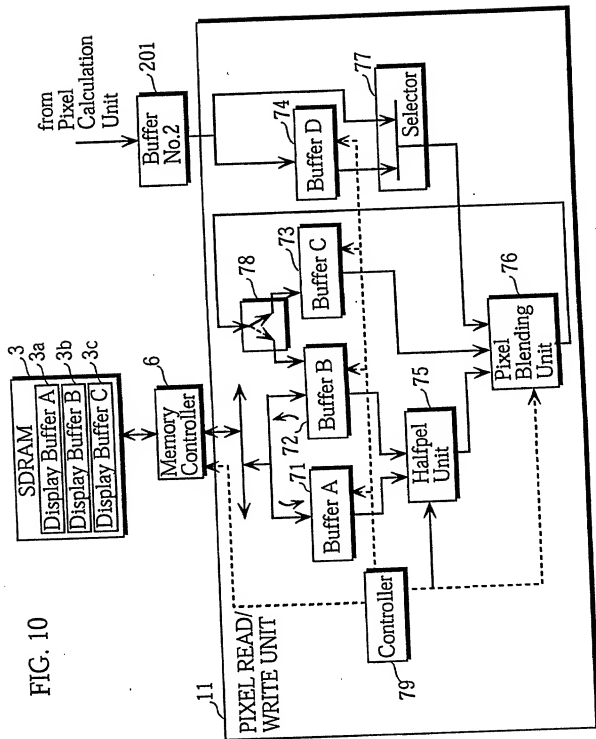 FIG. 10
SDRAM
3
Display Buffer A
3a
Display Buffer B
3b
Display Buffer C
3c
from
Pixel
Calculation
Unit
Memory
Controller
6
Buffer
No.2
201
11
PIXEL READ/
WRITE UNIT
71
Buffer A
72
Buffer B
78
73
Buffer C
74
Buffer D
77
Selector
Controller
79
Halfpel
Unit
75
Pixel
Blending
Unit
76